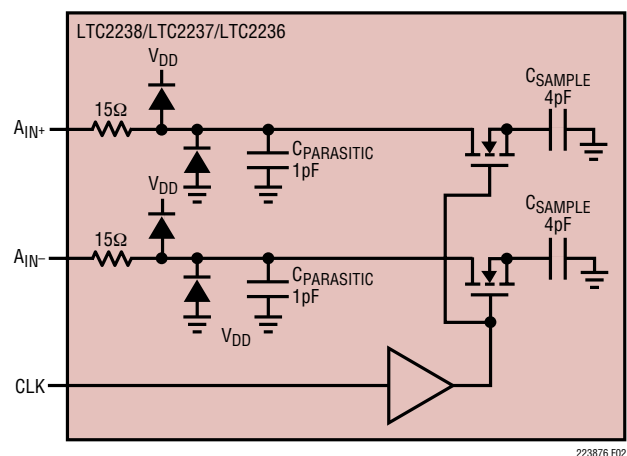 LTC2238/LTC2237/LTC2236
VDD
CSAMPLE
4pF
15Ω
AIN+
CPARASITIC
1pF
VDD
CSAMPLE
4pF
15Ω
AIN–
CPARASITIC
1pF
VDD
CLK
223876 F02